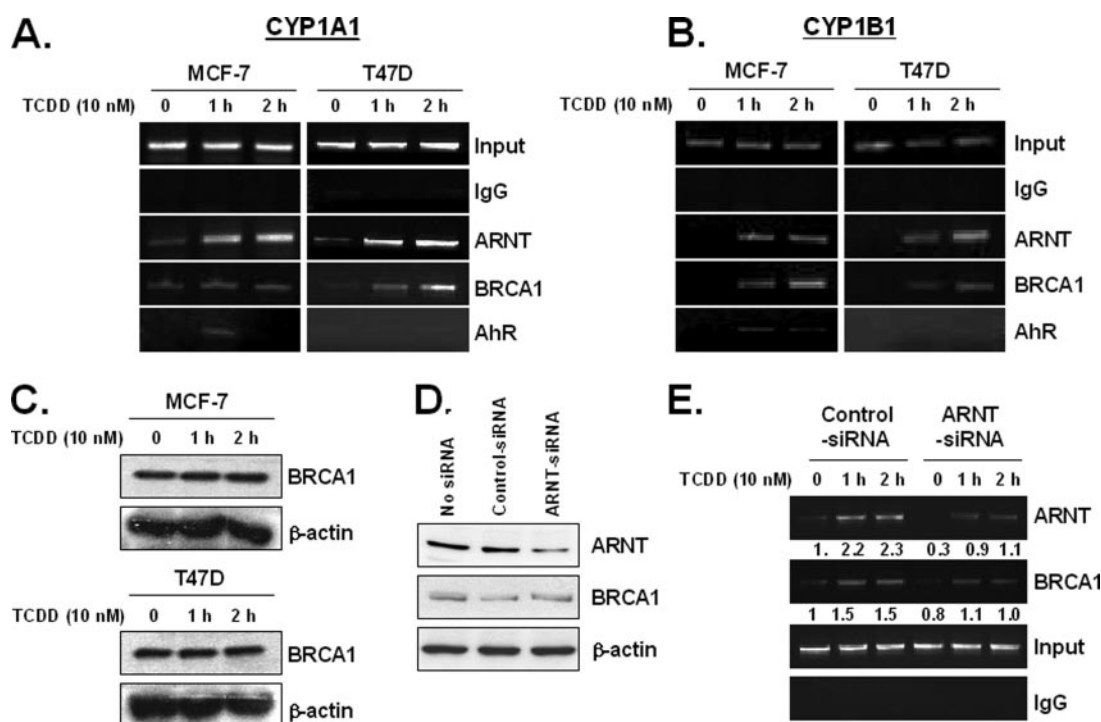 A.
CYP1A1
MCF-7 T47D
TCDD (10 nM) 0 1 h 2 h 0 1 h 2 h
Input
IgG
ARNT
BRCA1
AhR
B.
CYP1B1
MCF-7 T47D
TCDD (10 nM) 0 1 h 2 h 0 1 h 2 h
Input
IgG
ARNT
BRCA1
AhR
C.
MCF-7
TCDD (10 nM) 0 1 h 2 h
BRCA1
β-actin
T47D
TCDD (10 nM) 0 1 h 2 h
BRCA1
β-actin
D.
No siRNA
Control-siRNA
ARNT-siRNA
ARNT
BRCA1
β-actin
E.
Control
-siRNA
ARNT
-siRNA
TCDD (10 nM) 0 1 h 2 h 0 1 h 2 h
ARNT
1. 2.2 2.3 0.3 0.9 1.1
BRCA1
1 1.5 1.5 0.8 1.1 1.0
Input
IgG